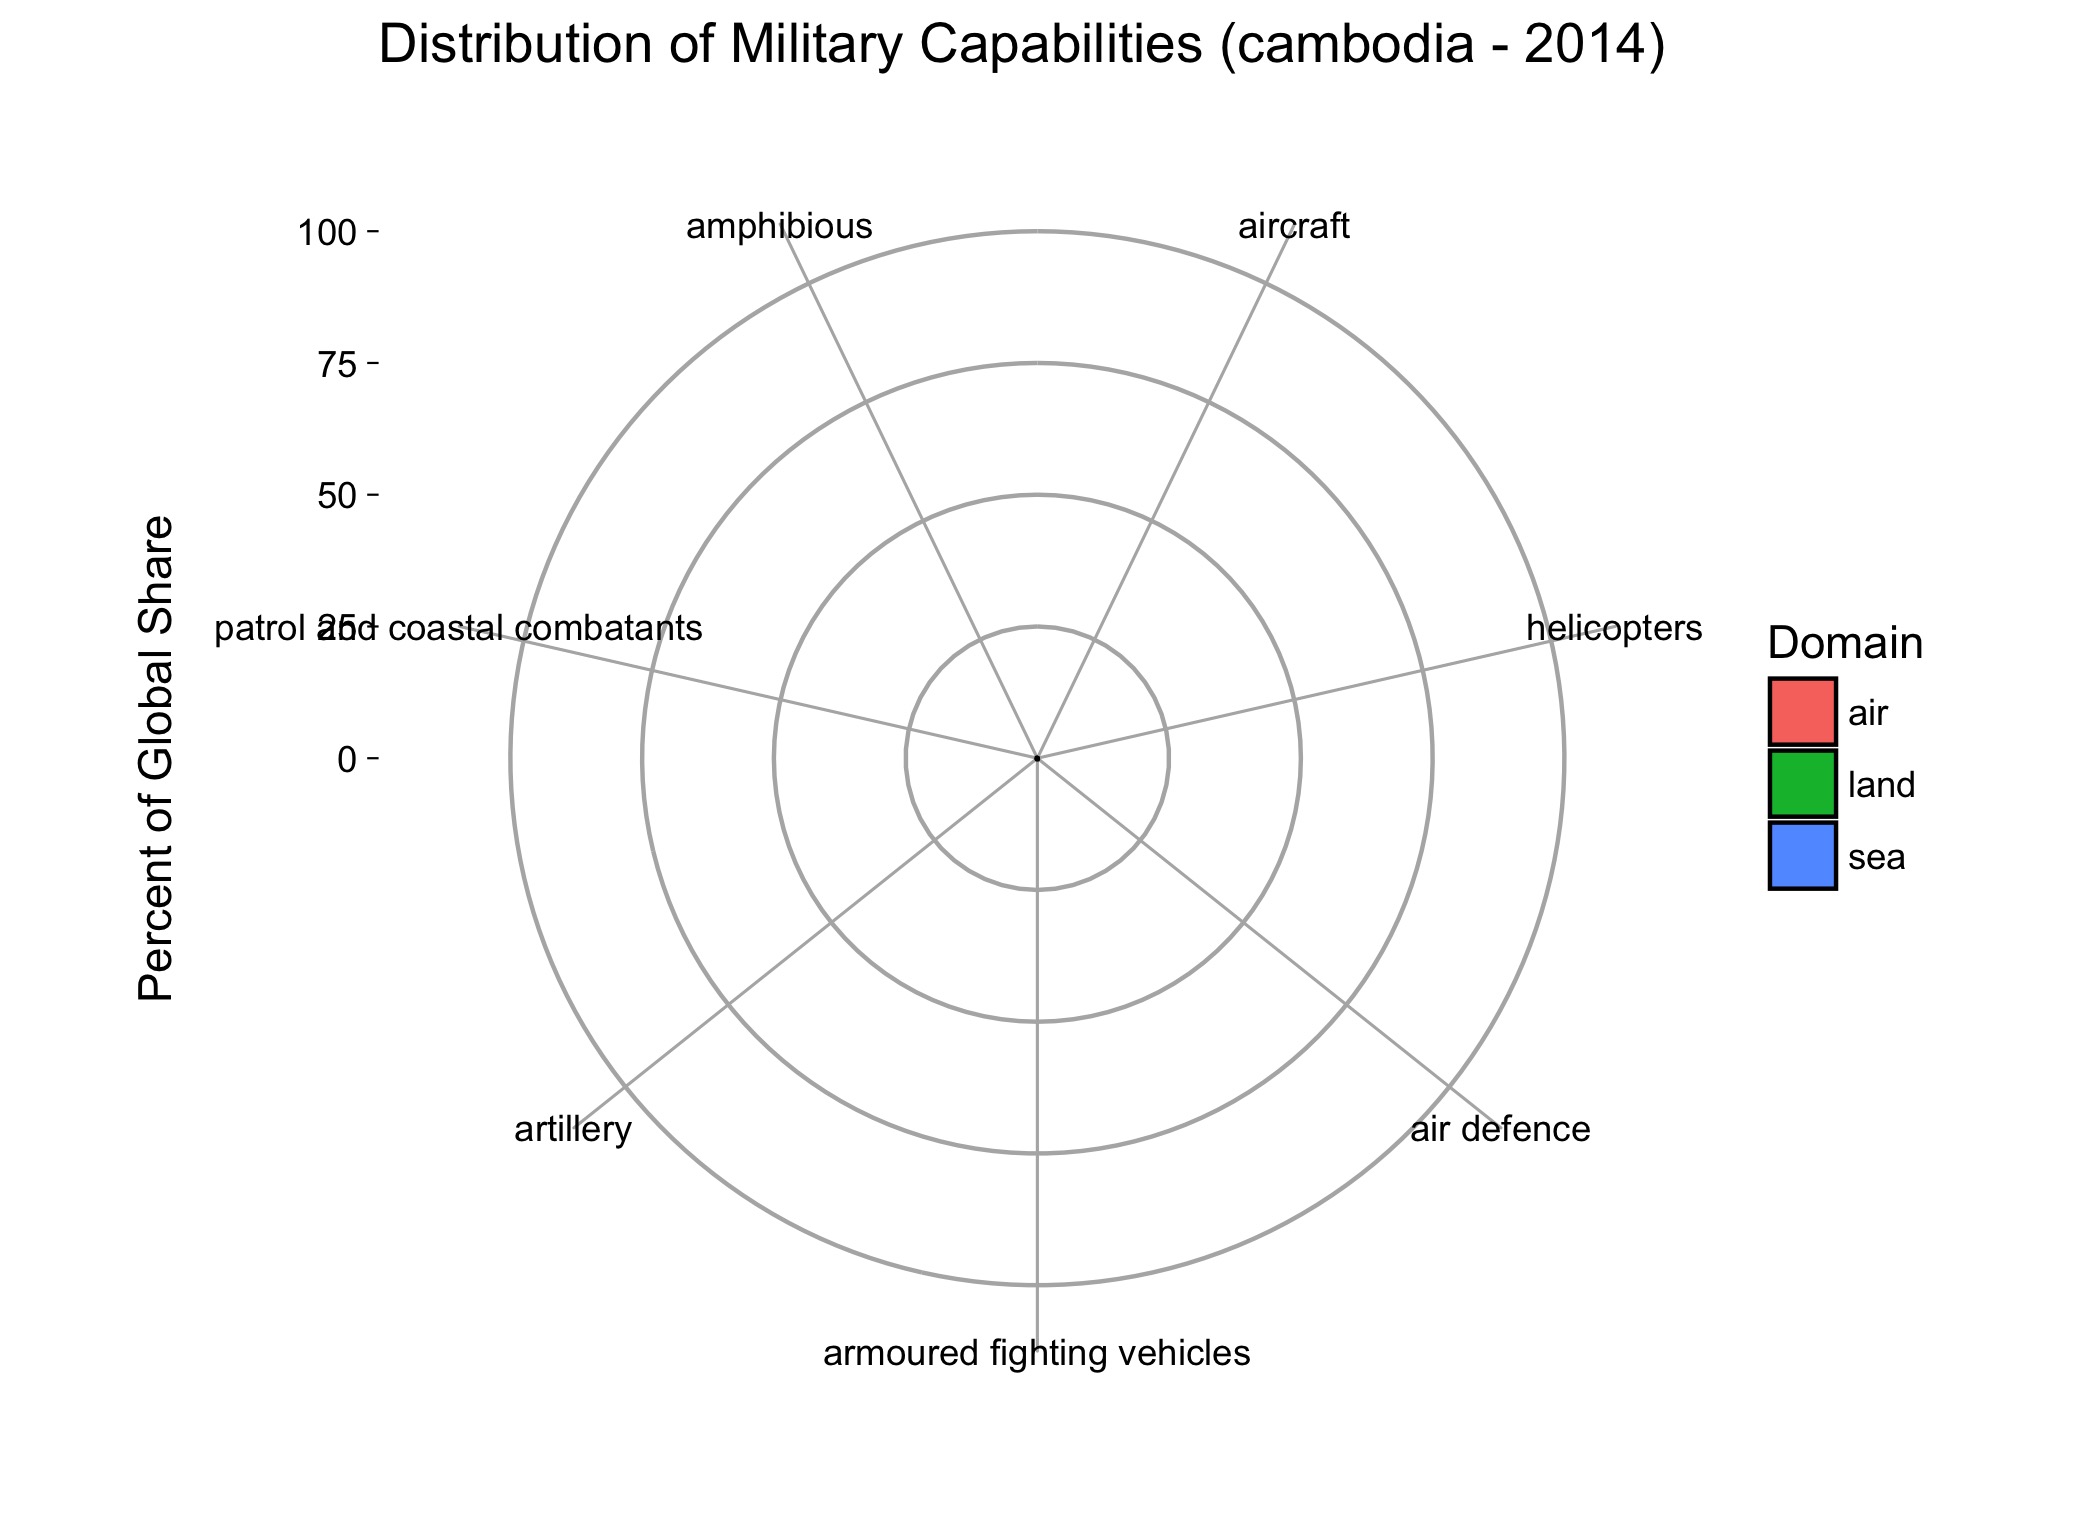 Distribution of Military Capabilities (cambodia - 2014)
amphibious
aircraft
100
75
50
25
0
patrol and coastal combatants
helicopters
artillery
air defence
armoured fighting vehicles
Percent of Global Share
Domain
air
land
sea